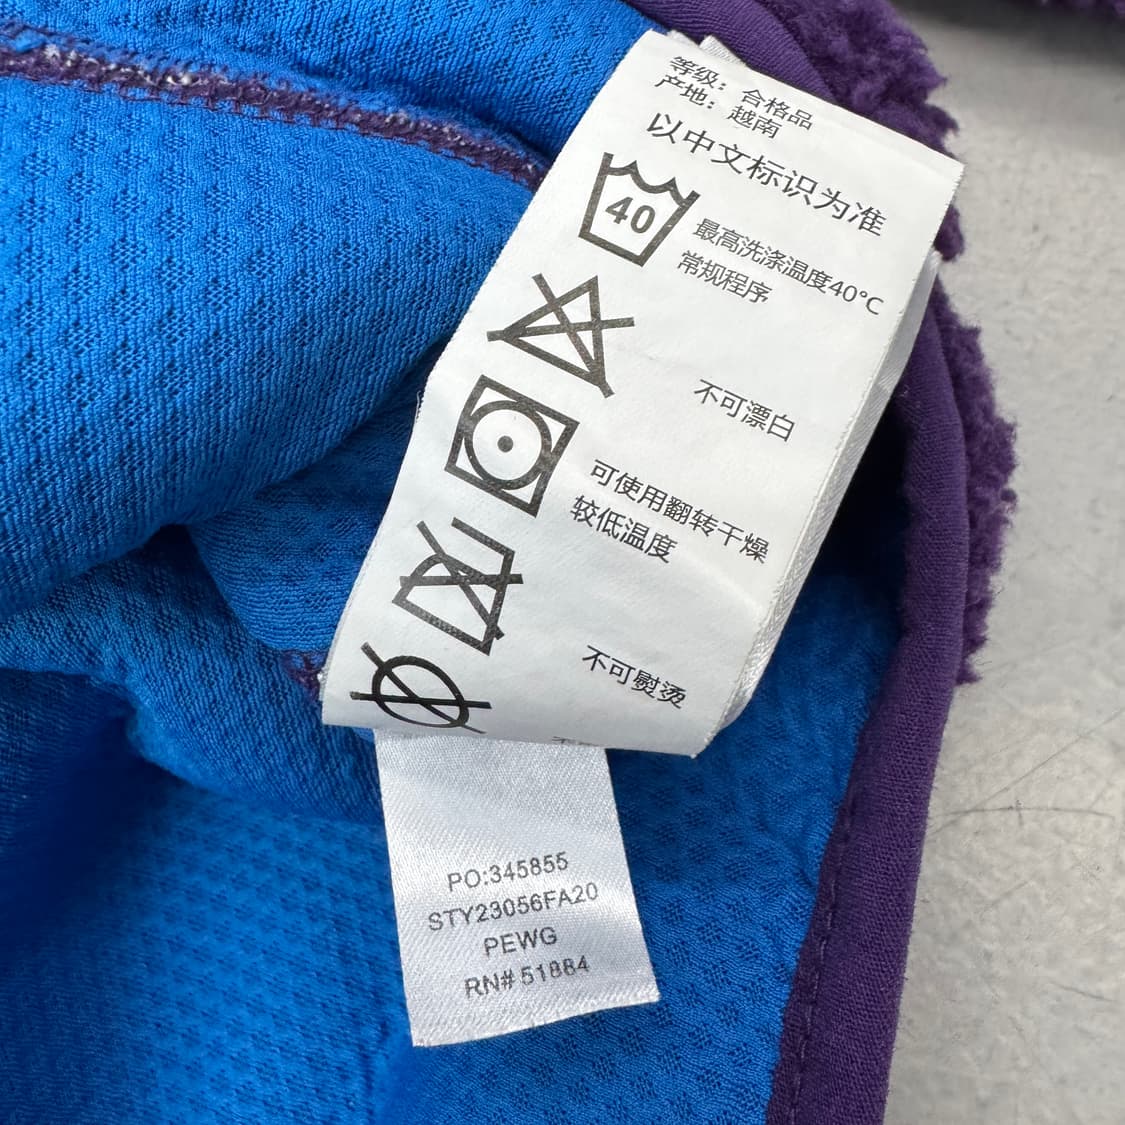 等级：合格品
产地：越南
以中文标识为准
40
最高洗涤温度40°C
常规程序
不可漂白
可使用翻转干燥
较低温度
不可熨烫
PO:345855
STY23056FA20
PEWG
RN# 51884